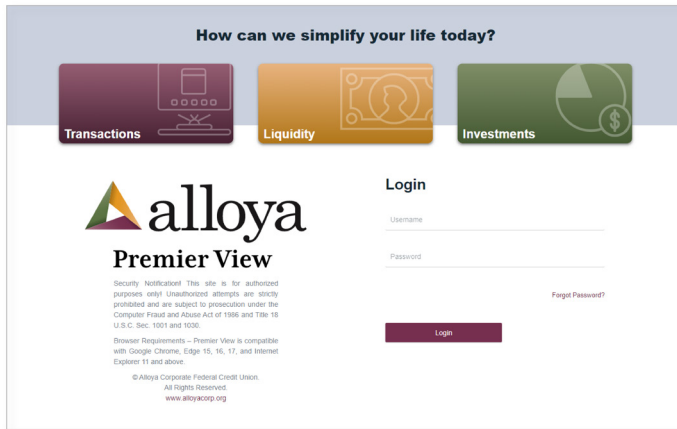 How can we simplify your life today?
Transactions
Liquidity
Investments
alloya
Premier View
Security Notification! This site is for authorized
purposes only! Unauthorized attempts are strictly
prohibited and are subject to prosecution under the
Computer Fraud and Abuse Act of 1986 and Title 18
U.S.C. Sec. 1001 and 1030.
Browser Requirements – Premier View is compatible
with Google Chrome, Edge 15, 16, 17, and Internet
Explorer 11 and above.
© Alloya Corporate Federal Credit Union.
All Rights Reserved.
www.alloyacorp.org
Login
Username
Password
Forgot Password?
Login